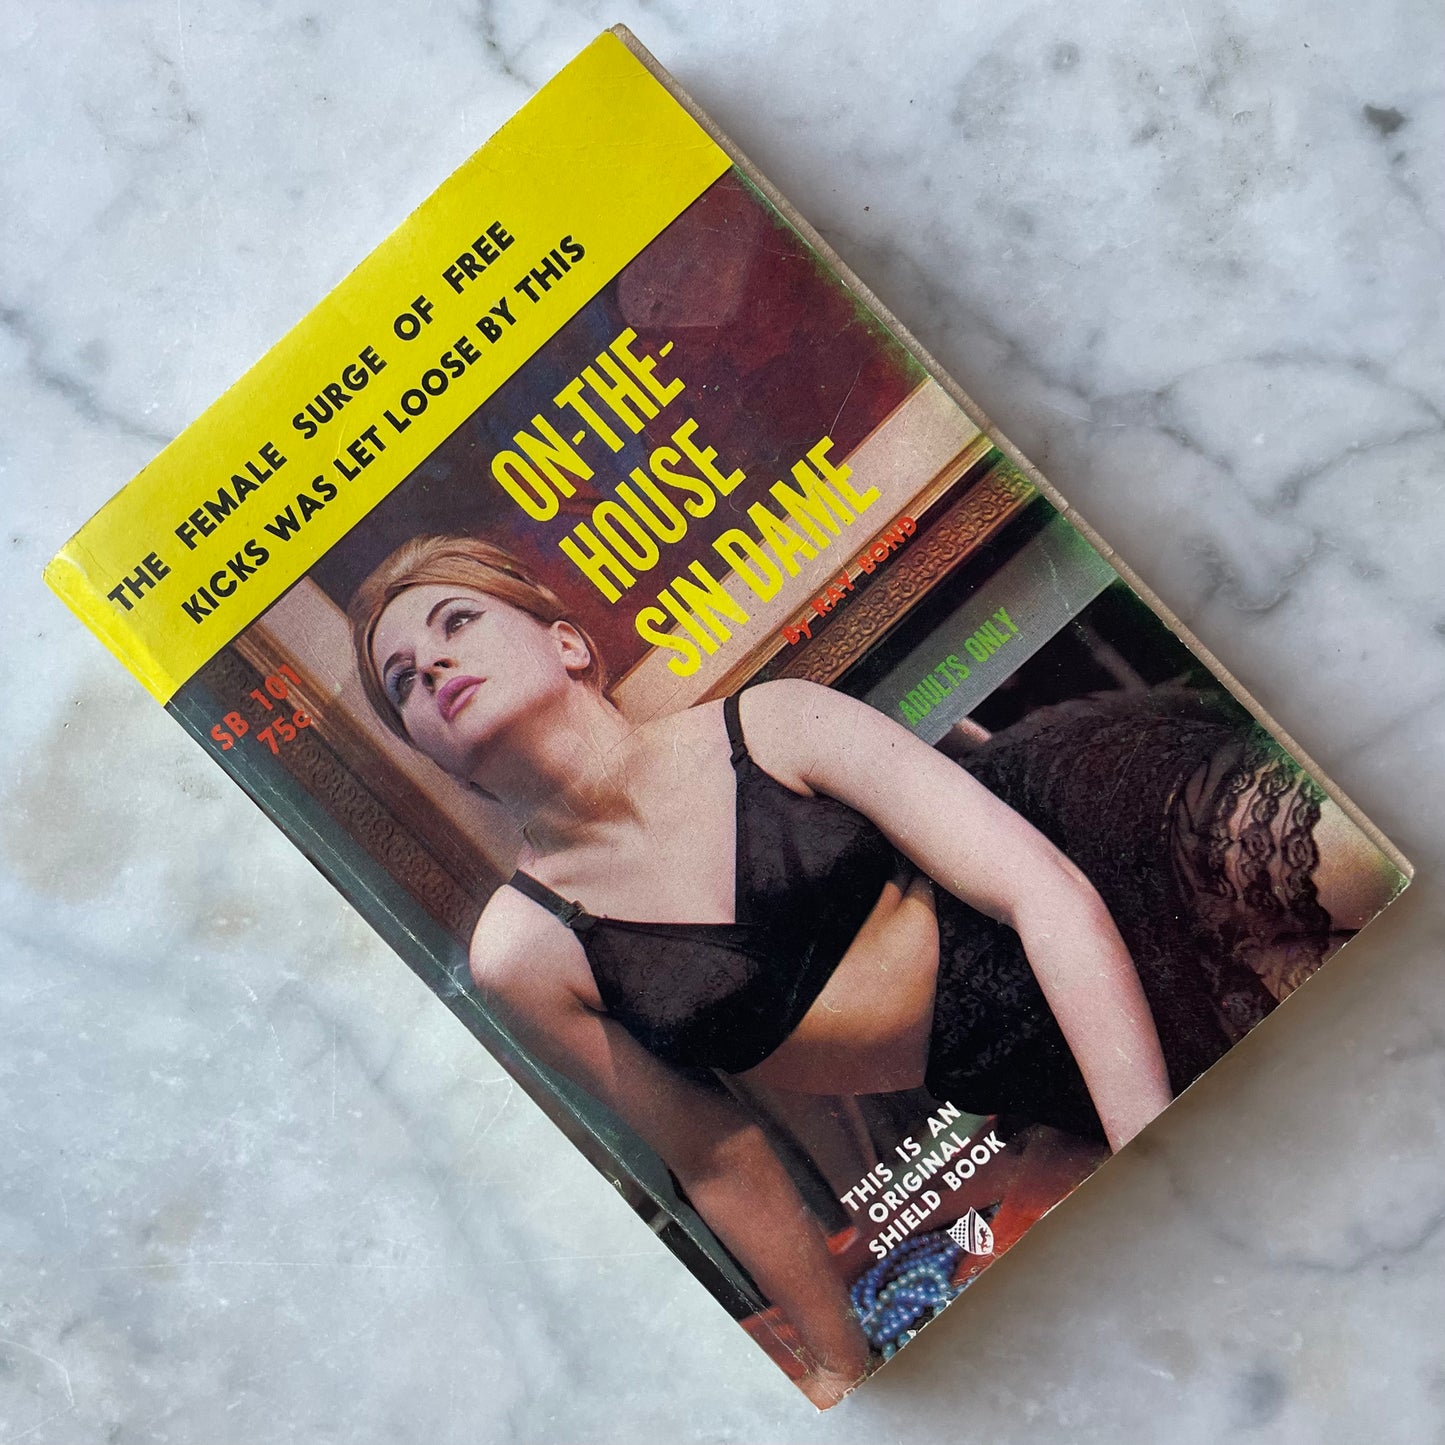 THE FEMALE SURGE OF FREE
KICKS WAS LET LOOSE BY THIS
ON-THE-
HOUSE
SIN DAME
By RAY BOND
SB 101
75¢
ADULTS ONLY
THIS IS AN
ORIGINAL
SHIELD BOOK